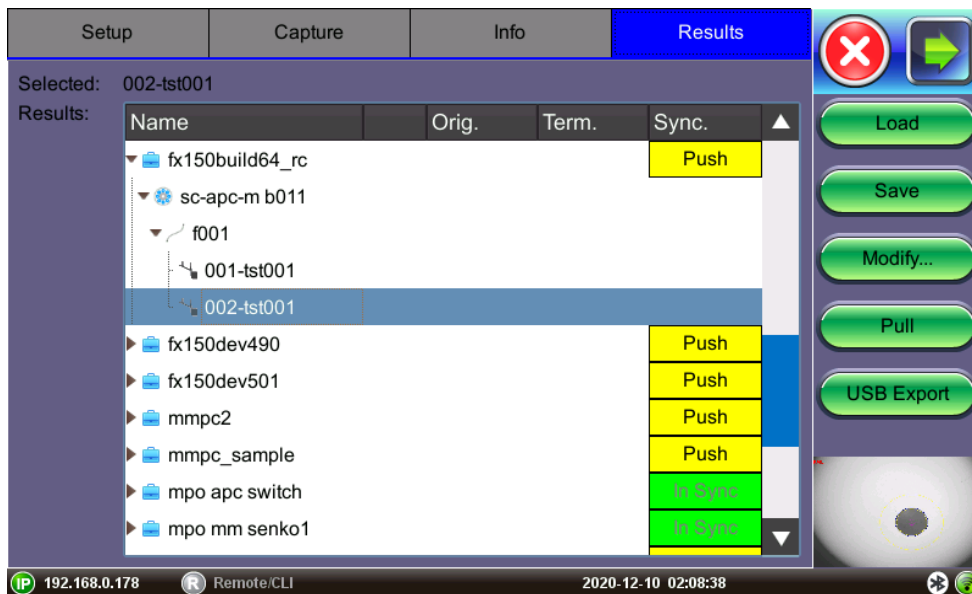 Setup Capture Info Results
Selected: 002-tst001
Results:
Name Orig. Term. Sync.
fx150build64_rc Push
sc-apc-m b011
f001
001-tst001
002-tst001
fx150dev490 Push
fx150dev501 Push
mmpc2 Push
mmpc_sample Push
mpo apc switch In Sync
mpo mm senko1 In Sync
Load
Save
Modify...
Pull
USB Export
IP 192.168.0.178 R Remote/CLI 2020-12-10 02:08:38